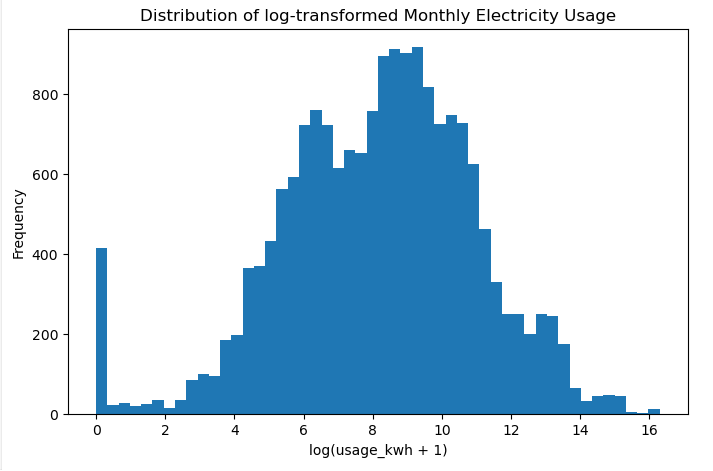 Distribution of log-transformed Monthly Electricity Usage
Frequency
800
600
400
200
0
0 2 4 6 8 10 12 14 16
log(usage_kwh + 1)